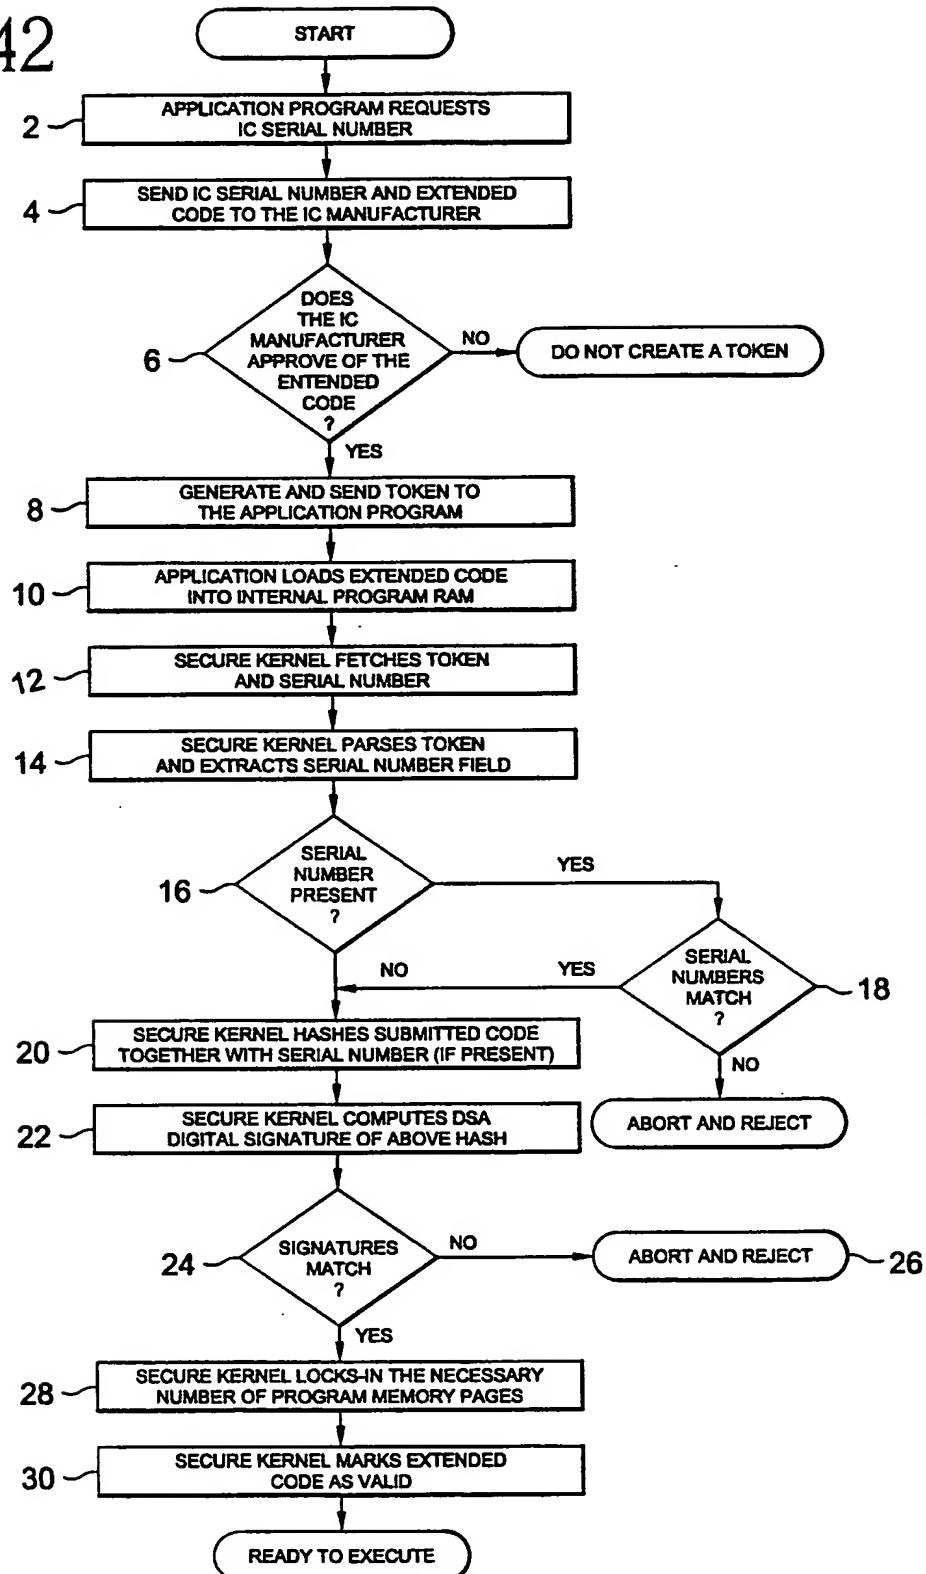 42
START
2
APPLICATION PROGRAM REQUESTS
IC SERIAL NUMBER
4
SEND IC SERIAL NUMBER AND EXTENDED
CODE TO THE IC MANUFACTURER
6
DOES
THE IC
MANUFACTURER
APPROVE OF THE
ENTENDED
CODE
?
NO
DO NOT CREATE A TOKEN
YES
8
GENERATE AND SEND TOKEN TO
THE APPLICATION PROGRAM
10
APPLICATION LOADS EXTENDED CODE
INTO INTERNAL PROGRAM RAM
12
SECURE KERNEL FETCHES TOKEN
AND SERIAL NUMBER
14
SECURE KERNEL PARSES TOKEN
AND EXTRACTS SERIAL NUMBER FIELD
16
SERIAL
NUMBER
PRESENT
?
YES
NO
YES
SERIAL
NUMBERS
MATCH
?
18
NO
ABORT AND REJECT
20
SECURE KERNEL HASHES SUBMITTED CODE
TOGETHER WITH SERIAL NUMBER (IF PRESENT)
22
SECURE KERNEL COMPUTES DSA
DIGITAL SIGNATURE OF ABOVE HASH
24
SIGNATURES
MATCH
?
NO
ABORT AND REJECT
26
YES
28
SECURE KERNEL LOCKS-IN THE NECESSARY
NUMBER OF PROGRAM MEMORY PAGES
30
SECURE KERNEL MARKS EXTENDED
CODE AS VALID
READY TO EXECUTE